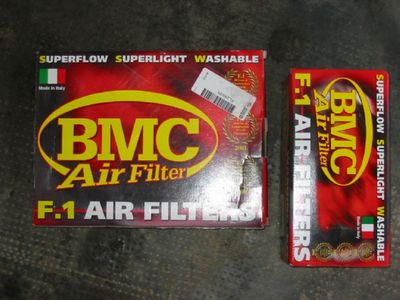 SUPERFLOW SUPERLIGHT WASHABLE
Made in Italy
BMC
Air Filter
F.1 AIR FILTERS
SUPERFLOW SUPERLIGHT WASHABLE
BMC
Air Filter
Made in Italy
F.1 AIR FILTERS